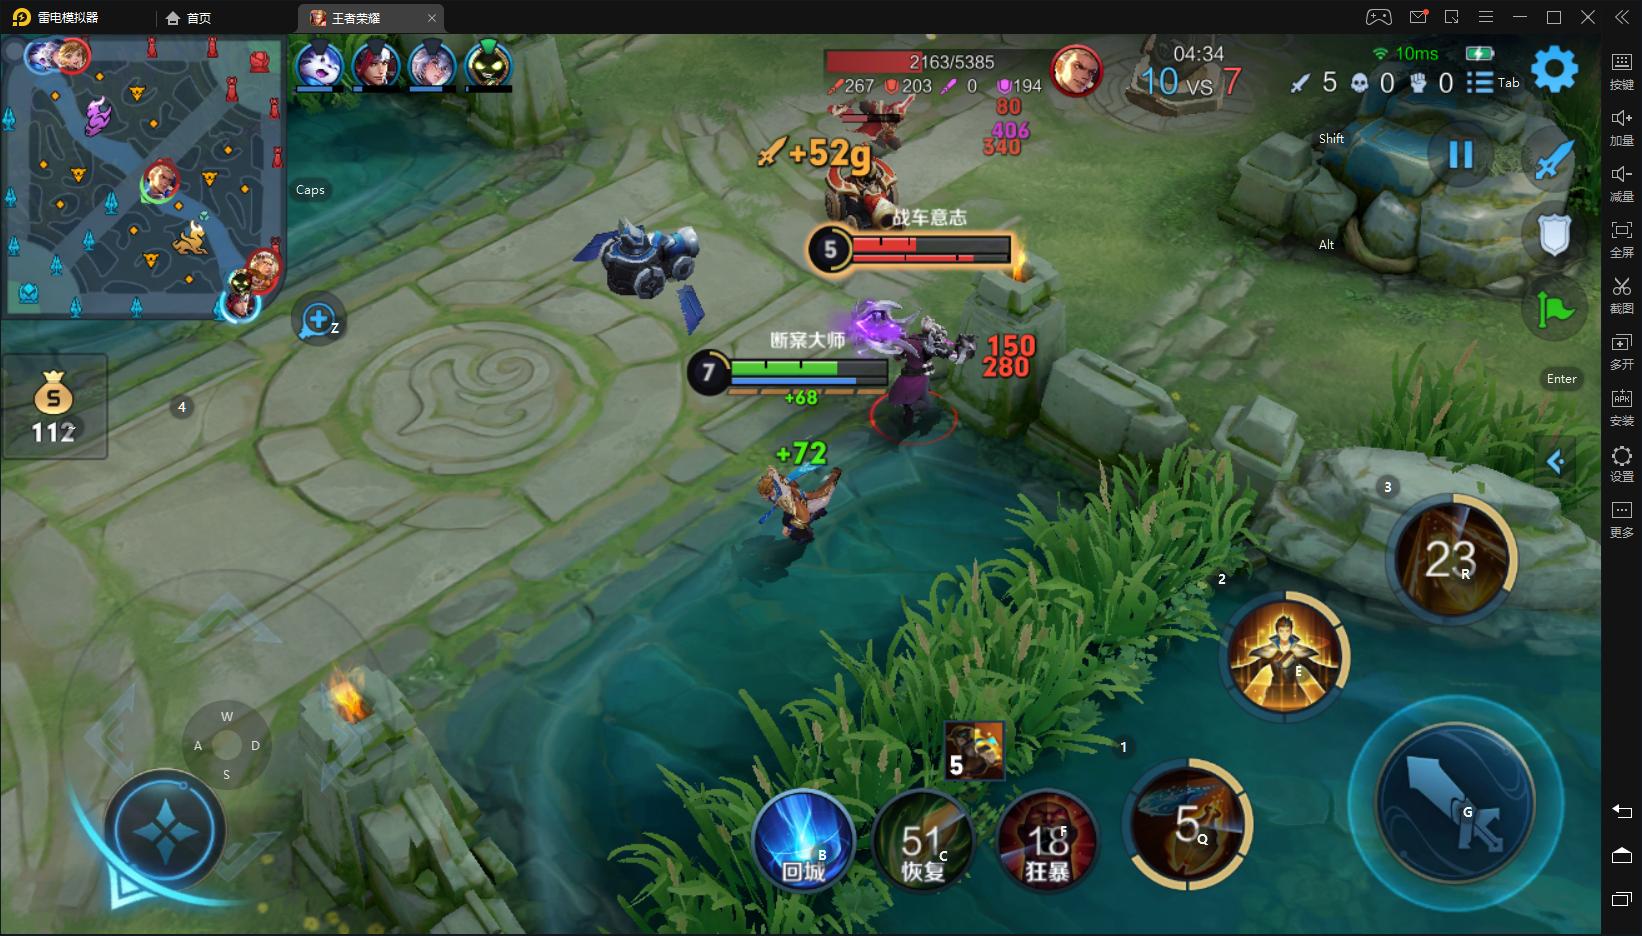 雷电模拟器
首页
王者荣耀
2163/5385
267 203 0 194
04:34
10 VS 7
10ms
5 0 0 Tab
80
406
340
+52g
Shift
Caps
战车意志
5
Alt
Z
断案大师
7
150
280
+68
+72
Enter
112
4
3
23
R
2
E
W
A D
S
1
5
G
5
Q
B
回城
51
C
恢复
18
F
狂暴
按键
加量
减量
全屏
截图
多开
APK
安装
设置
更多